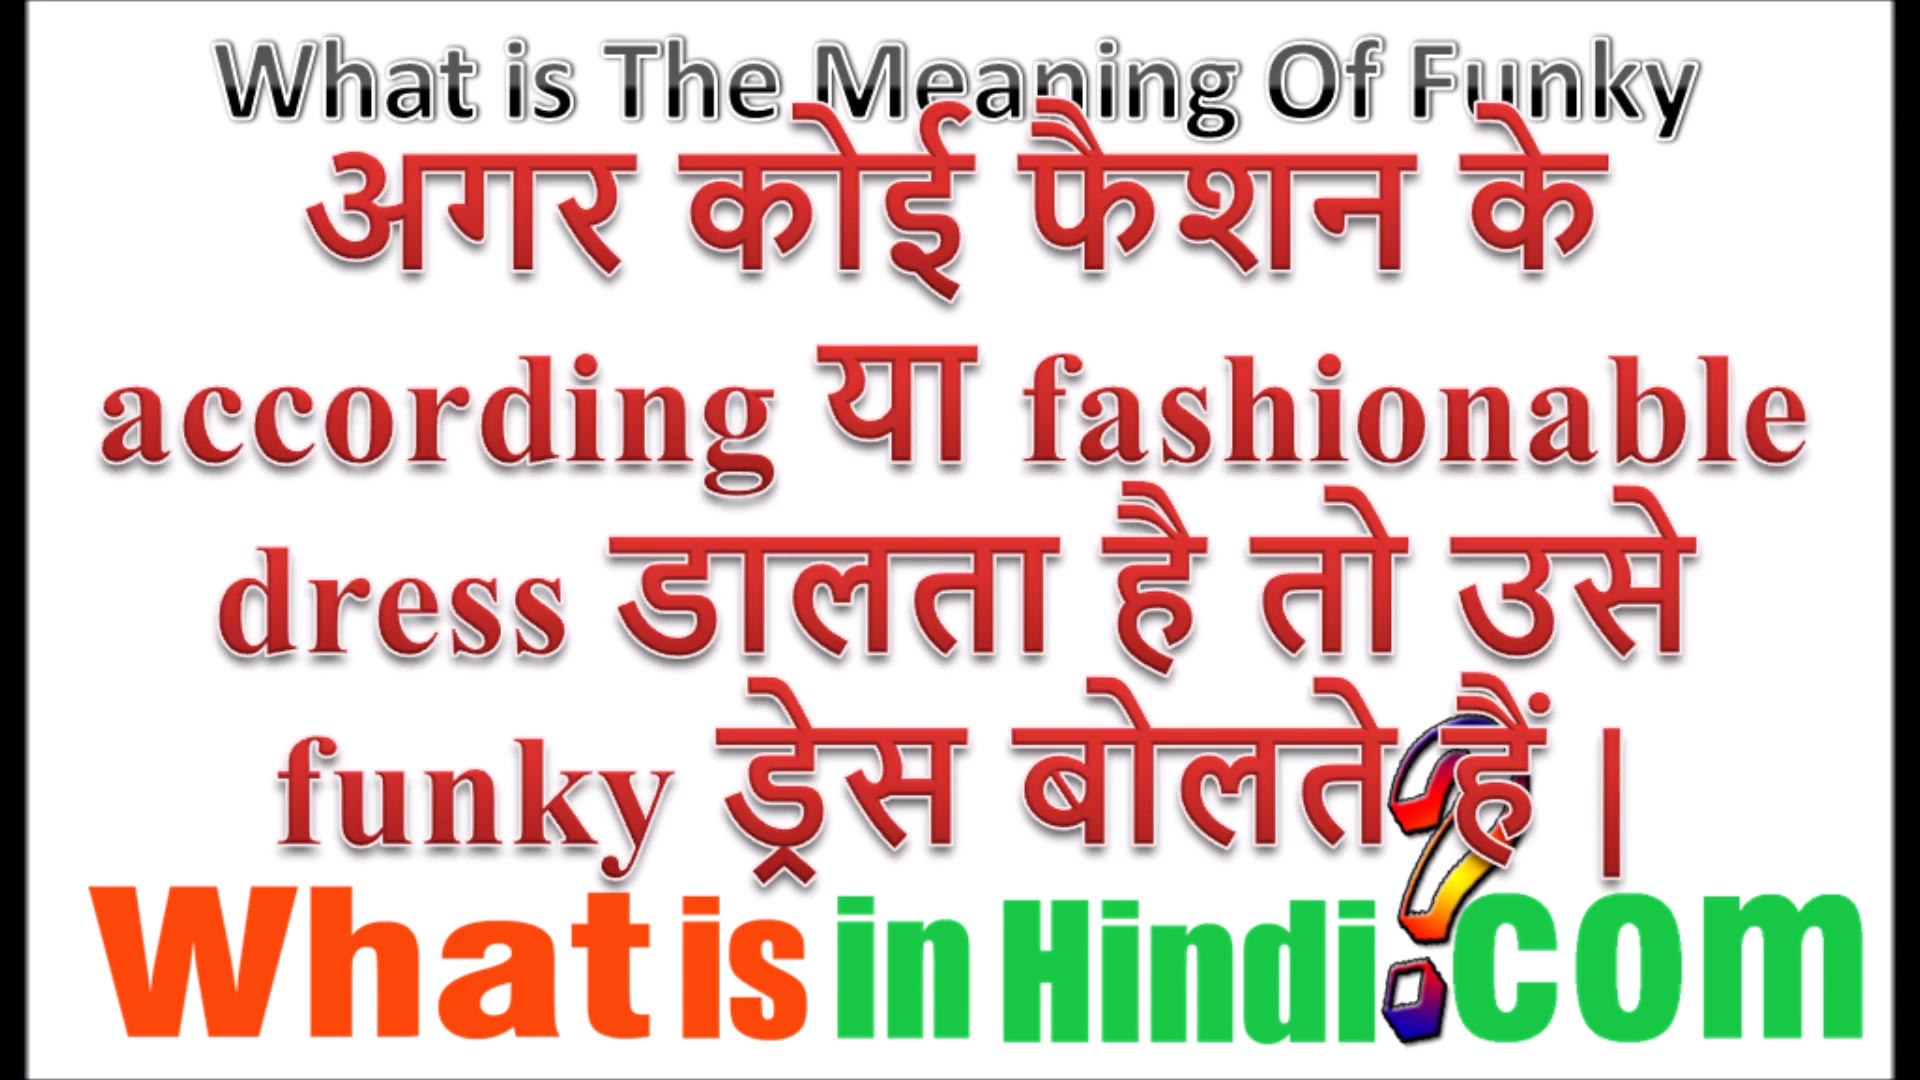 What is The Meaning Of Funky
अगर कोई फैशन के
according या fashionable
dress डालता है तो उसे
funky ड्रेस बोलते हैं |
What is in Hindi.com